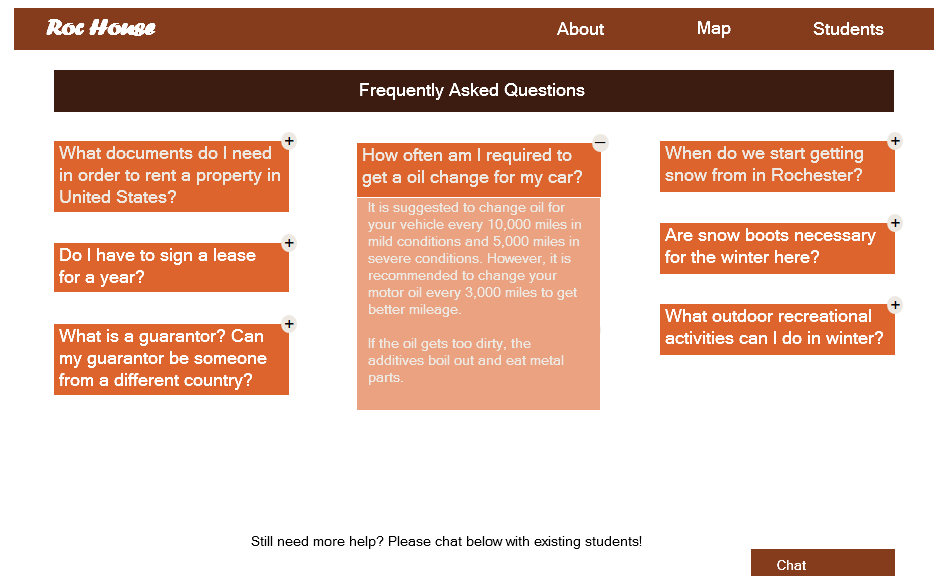 Roc House
About
Map
Students
Frequently Asked Questions
What documents do I need
in order to rent a property in
United States?
Do I have to sign a lease
for a year?
What is a guarantor? Can
my guarantor be someone
from a different country?
How often am I required to
get a oil change for my car?
It is suggested to change oil for
your vehicle every 10,000 miles in
mild conditions and 5,000 miles in
severe conditions. However, it is
recommended to change your
motor oil every 3,000 miles to get
better mileage.
If the oil gets too dirty, the
additives boil out and eat metal
parts.
When do we start getting
snow from in Rochester?
Are snow boots necessary
for the winter here?
What outdoor recreational
activities can I do in winter?
Still need more help? Please chat below with existing students!
Chat